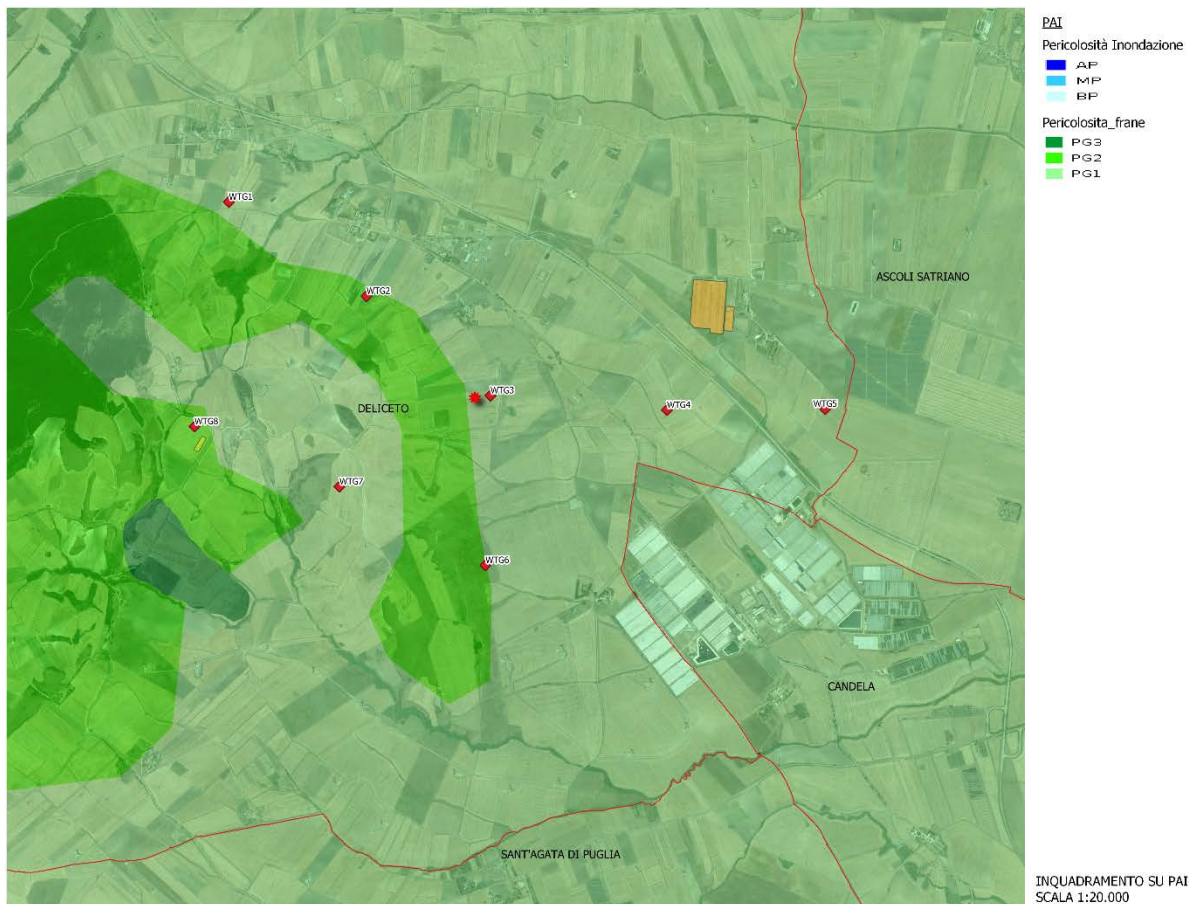 PAI
Pericolosità Inondazione
AP
MP
BP
Pericolosita_frane
PG3
PG2
PG1
WTG1
ASCOLI SATRIANO
WTG2
WTG3
DELICETO
WTG4
WTG5
WTG8
WTG7
WTG6
CANDELA
SANT'AGATA DI PUGLIA
INQUADRAMENTO SU PAI
SCALA 1:20.000